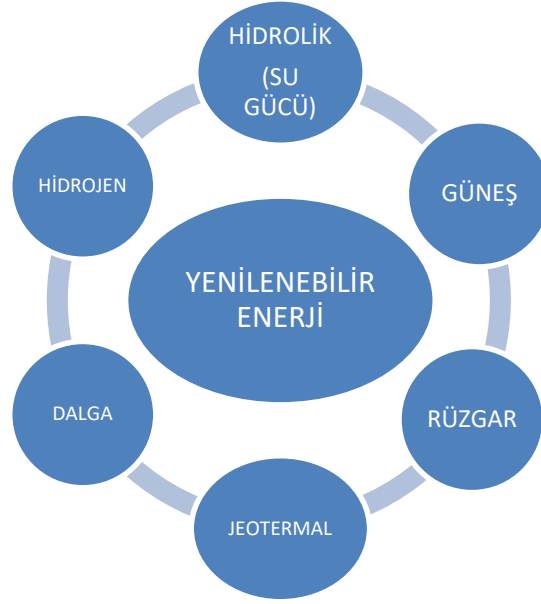 HİDROLİK
(SU
GÜCÜ)
GÜNEŞ
RÜZGAR
JEOTERMAL
DALGA
HİDROJEN
YENİLENEBİLİR
ENERJİ